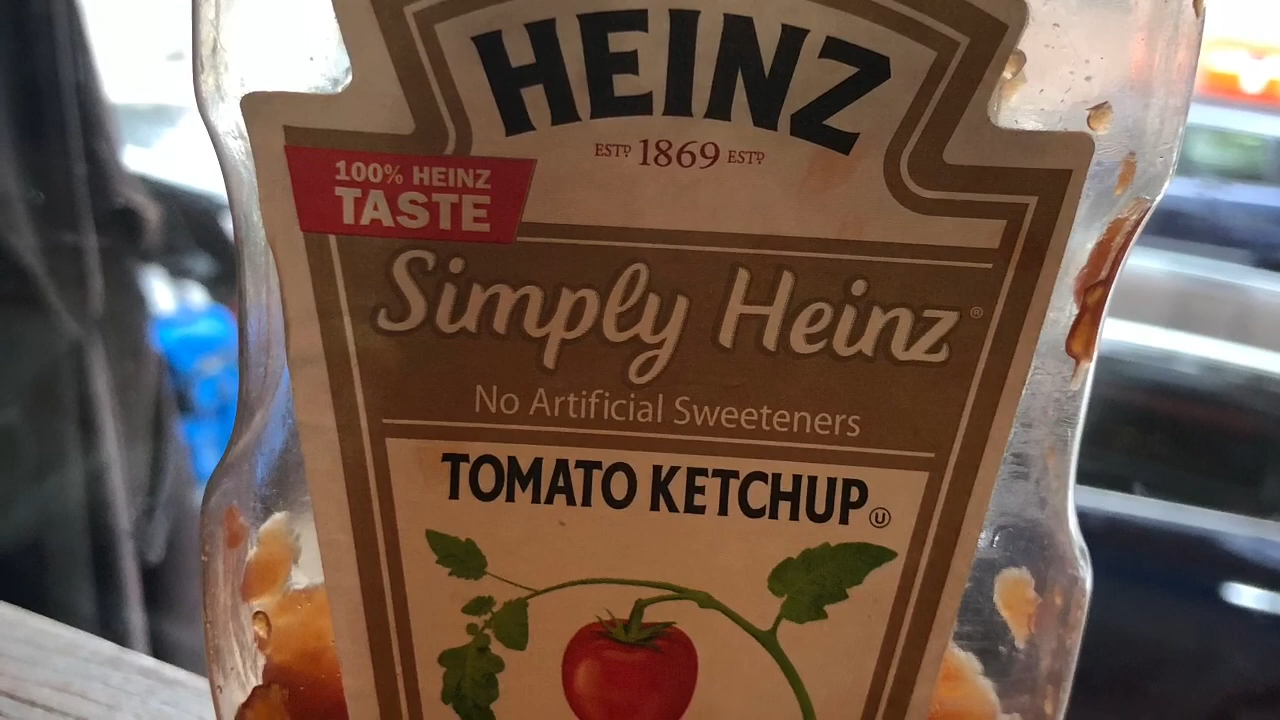 HEINZ
ESTD 1869 ESTD
100% HEINZ
TASTE
Simply Heinz®
No Artificial Sweeteners
TOMATO KETCHUP Ⓤ